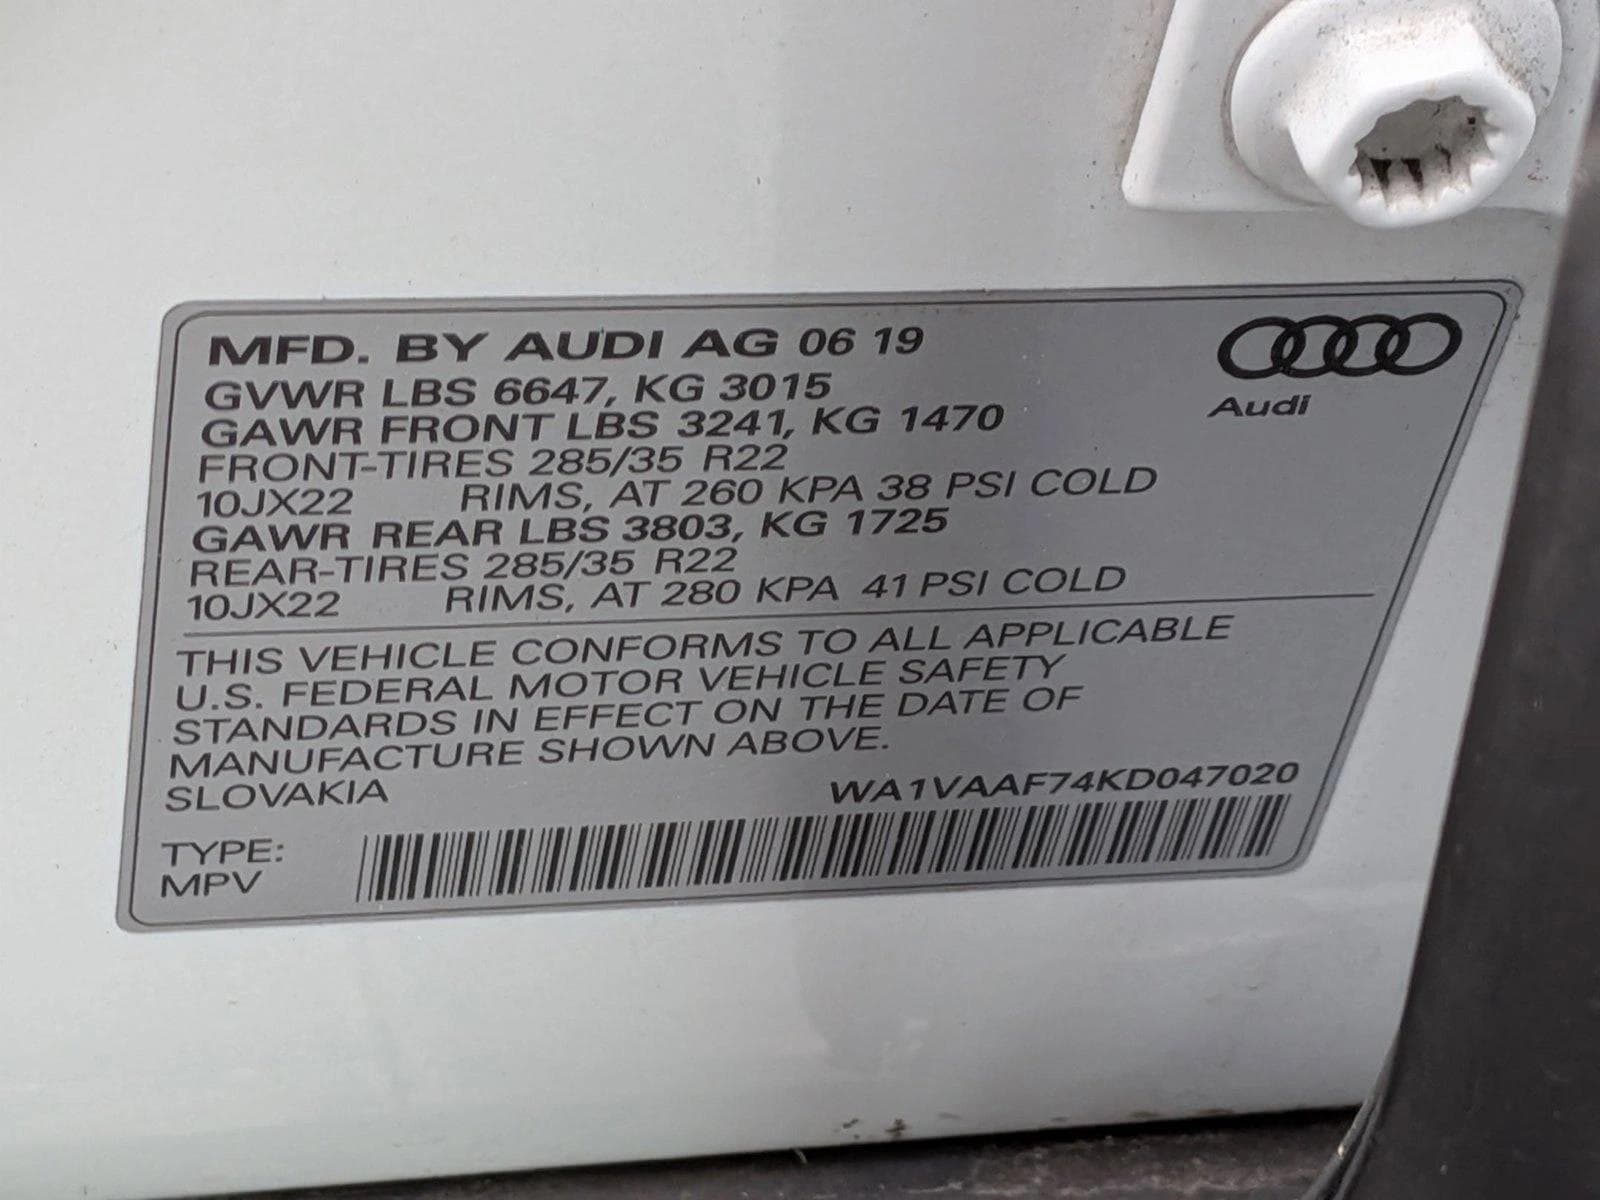 MFD. BY AUDI AG 06 19
GVWR LBS 6647, KG 3015
GAWR FRONT LBS 3241, KG 1470
FRONT-TIRES 285/35 R22
10JX22 RIMS, AT 260 KPA 38 PSI COLD
GAWR REAR LBS 3803, KG 1725
REAR-TIRES 285/35 R22
10JX22 RIMS, AT 280 KPA 41 PSI COLD
Audi
THIS VEHICLE CONFORMS TO ALL APPLICABLE
U.S. FEDERAL MOTOR VEHICLE SAFETY
STANDARDS IN EFFECT ON THE DATE OF
MANUFACTURE SHOWN ABOVE.
SLOVAKIA WA1VAAF74KD047020
TYPE:
MPV